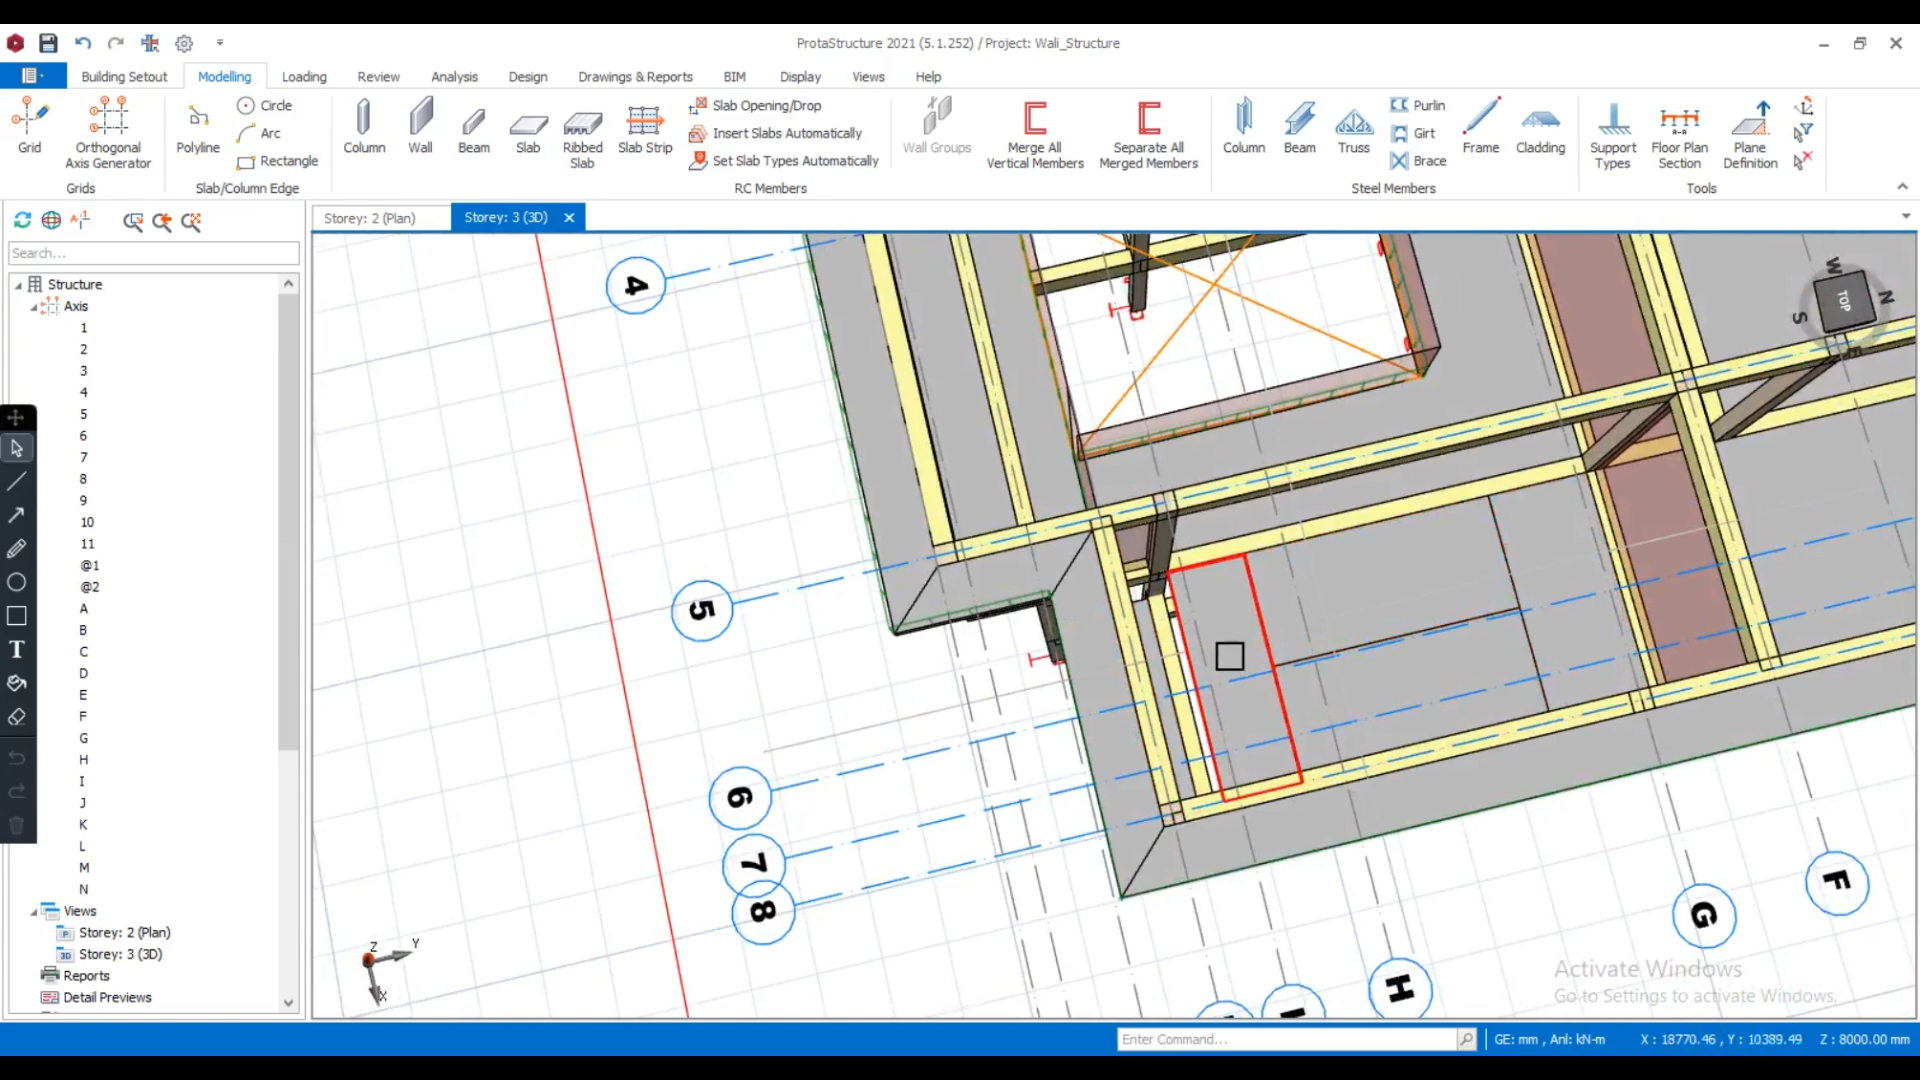 ProtaStructure 2021 (5.1.252) / Project: Wali_Structure
Building Setout
Modelling
Loading
Review
Analysis
Design
Drawings & Reports
BIM
Display
Views
Help
Grid
Orthogonal
Axis Generator
Grids
Polyline
Circle
Arc
Rectangle
Slab/Column Edge
Column
Wall
Beam
Slab
Ribbed
Slab
Slab Strip
Slab Opening/Drop
Insert Slabs Automatically
Set Slab Types Automatically
RC Members
Wall Groups
Merge All
Vertical Members
Separate All
Merged Members
Column
Beam
Truss
Purlin
Girt
Brace
Frame
Cladding
Steel Members
Support
Types
Floor Plan
Section
Plane
Definition
Tools
Storey: 2 (Plan)
Storey: 3 (3D)
Search...
Structure
Axis
1
2
3
4
5
6
7
8
9
10
11
@1
@2
A
B
C
D
E
F
G
H
I
J
K
L
M
N
Views
Storey: 2 (Plan)
Storey: 3 (3D)
Reports
Detail Previews
4
5
6
7
8
H
G
F
W
N
S
E
TOP
Z
Y
X
Activate Windows
Go to Settings to activate Windows.
Enter Command...
GE: mm , Anl: kN-m
X : 18770.46 , Y : 10389.49
Z : 8000.00 mm